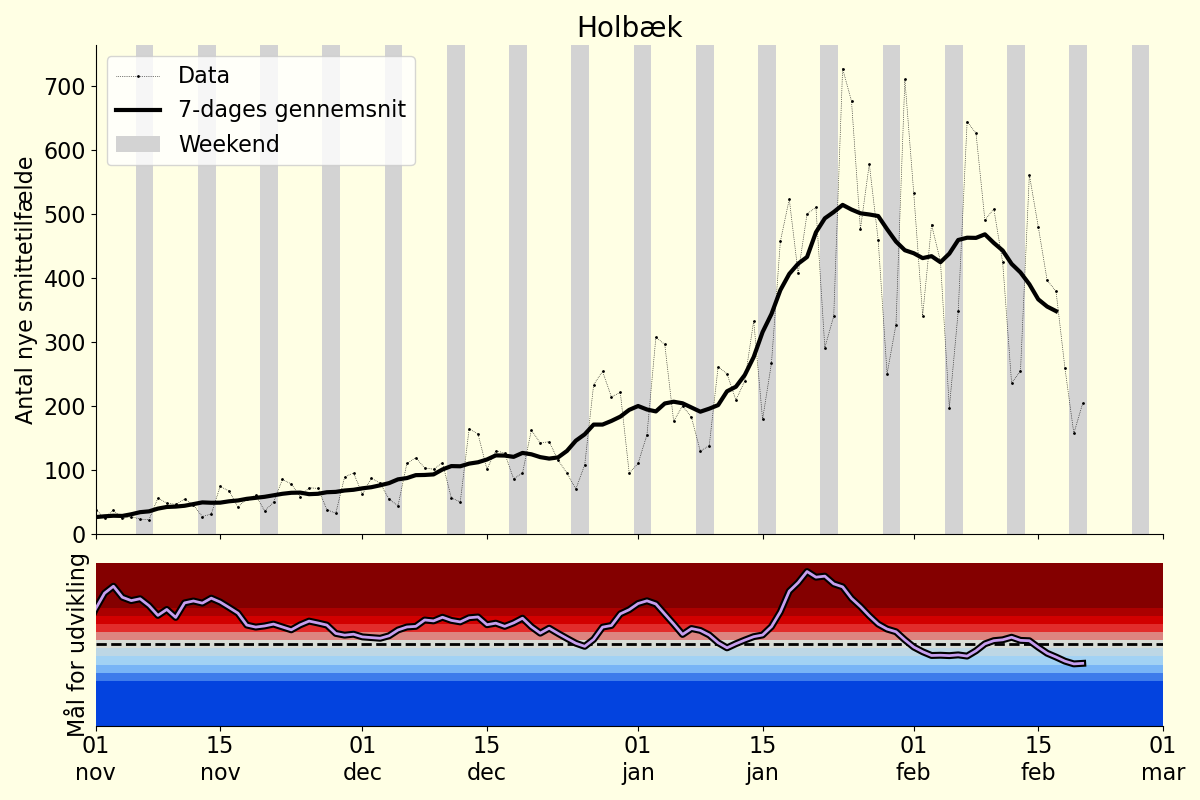 Holbæk
Data
7-dages gennemsnit
Weekend
Antal nye smittetilfælde
700
600
500
400
300
200
100
0
Mål for udvikling
01 15 01 15 01 15 01 15 01
nov nov dec dec jan jan feb feb mar